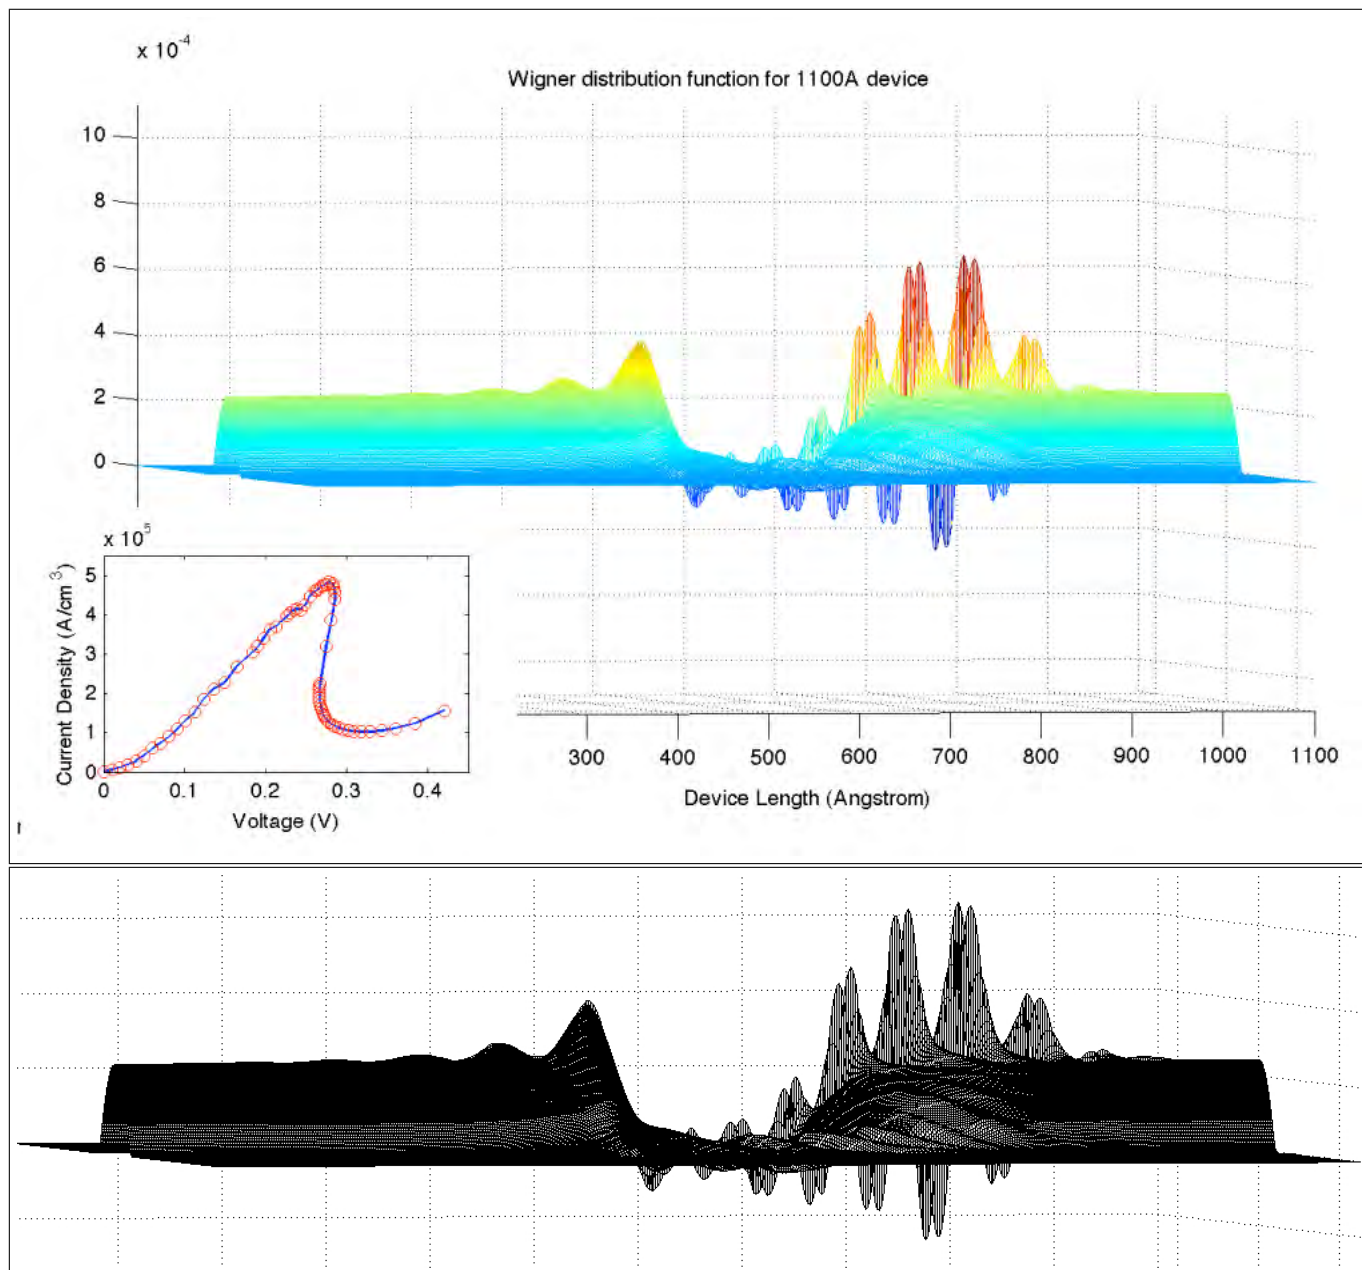 x 10-4
Wigner distribution function for 1100A device
10
8
6
4
2
0
x 10^5
5
4
3
2
1
0
Current Density (A/cm^3)
0 0.1 0.2 0.3 0.4
Voltage (V)
300 400 500 600 700 800 900 1000 1100
Device Length (Angstrom)